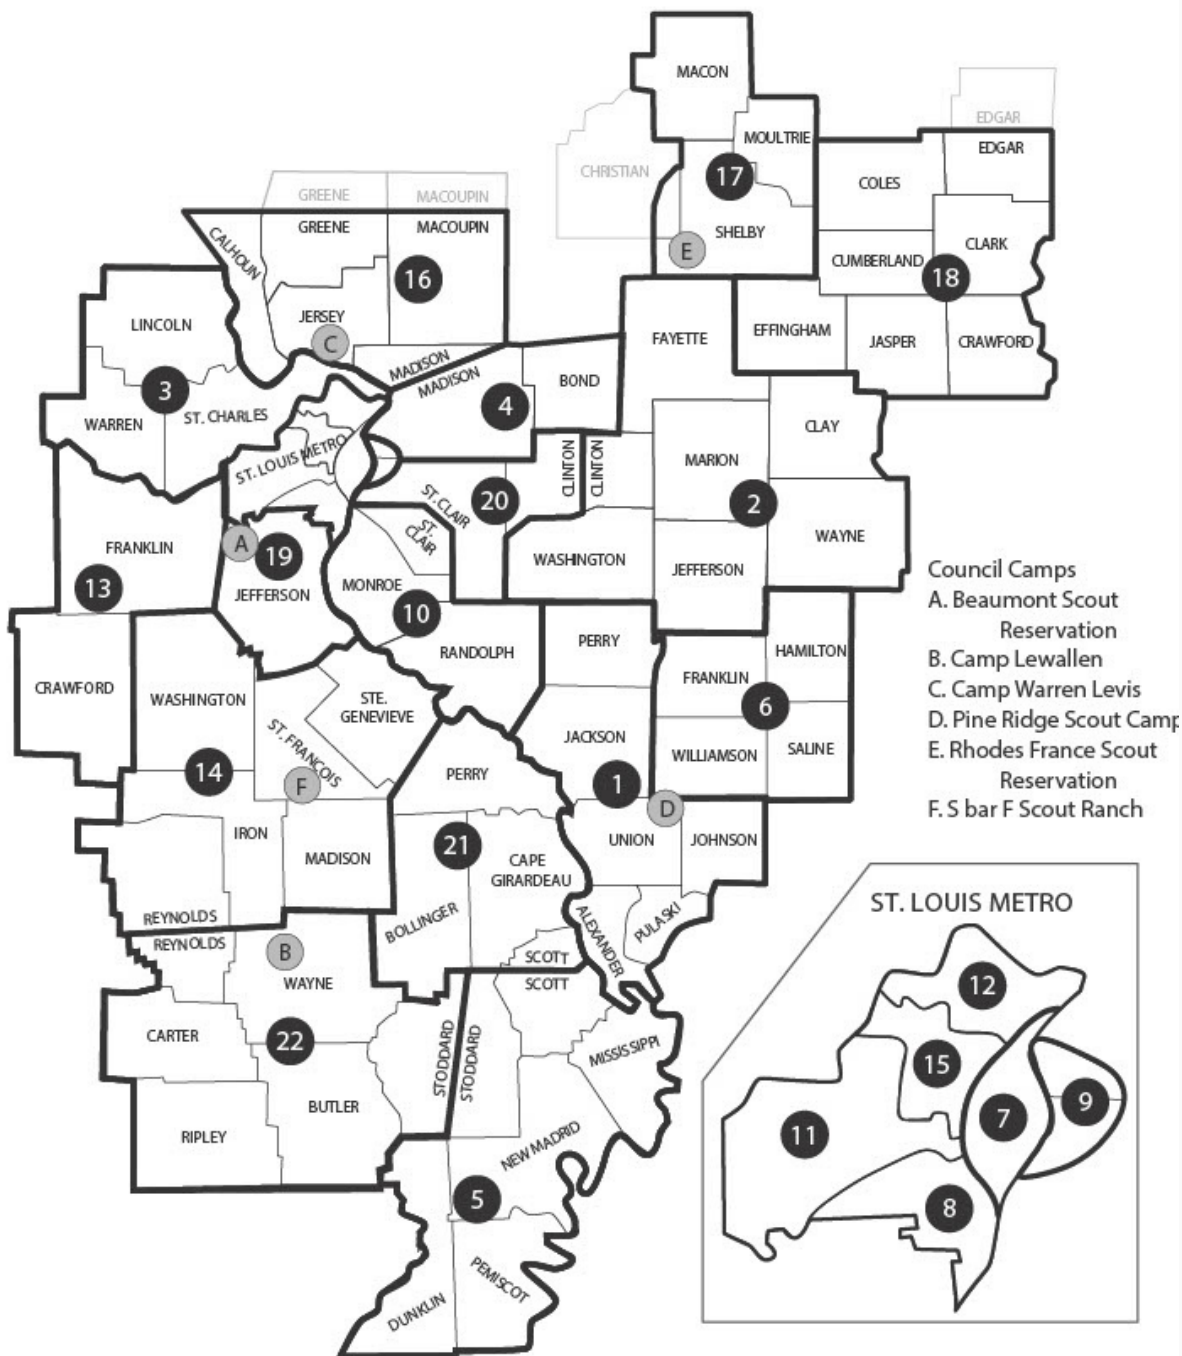 MACON
EDGAR
MOULTRIE
EDGAR
CHRISTIAN
17
COLES
GREENE
MACOUPIN
CALHOUN
GREENE
MACOUPIN
SHELBY
E
CLARK
CUMBERLAND
18
16
LINCOLN
JERSEY
C
FAYETTE
EFFINGHAM
JASPER
CRAWFORD
MADISON
MADISON
BOND
3
4
WARREN
ST. CHARLES
CLAY
ST. LOUIS METRO
CLINTON
CLINTON
MARION
ST. CLAIR
20
2
ST.
CLAIR
WAYNE
FRANKLIN
A
19
WASHINGTON
JEFFERSON
13
JEFFERSON
MONROE
10
RANDOLPH
PERRY
HAMILTON
FRANKLIN
CRAWFORD
WASHINGTON
STE.
GENEVIEVE
6
ST. FRANCOIS
JACKSON
WILLIAMSON
SALINE
14
F
PERRY
1
D
IRON
UNION
JOHNSON
MADISON
21
CAPE
GIRARDEAU
REYNOLDS
BOLLINGER
ALEXANDER
PULASKI
REYNOLDS
B
SCOTT
WAYNE
SCOTT
CARTER
22
STODDARD
STODDARD
MISSISSIPPI
BUTLER
RIPLEY
NEW MADRID
5
PEMISCOT
DUNKLIN
Council Camps
A. Beaumont Scout
Reservation
B. Camp Lewallen
C. Camp Warren Levis
D. Pine Ridge Scout Camp
E. Rhodes France Scout
Reservation
F. S bar F Scout Ranch
ST. LOUIS METRO
12
15
9
7
11
8